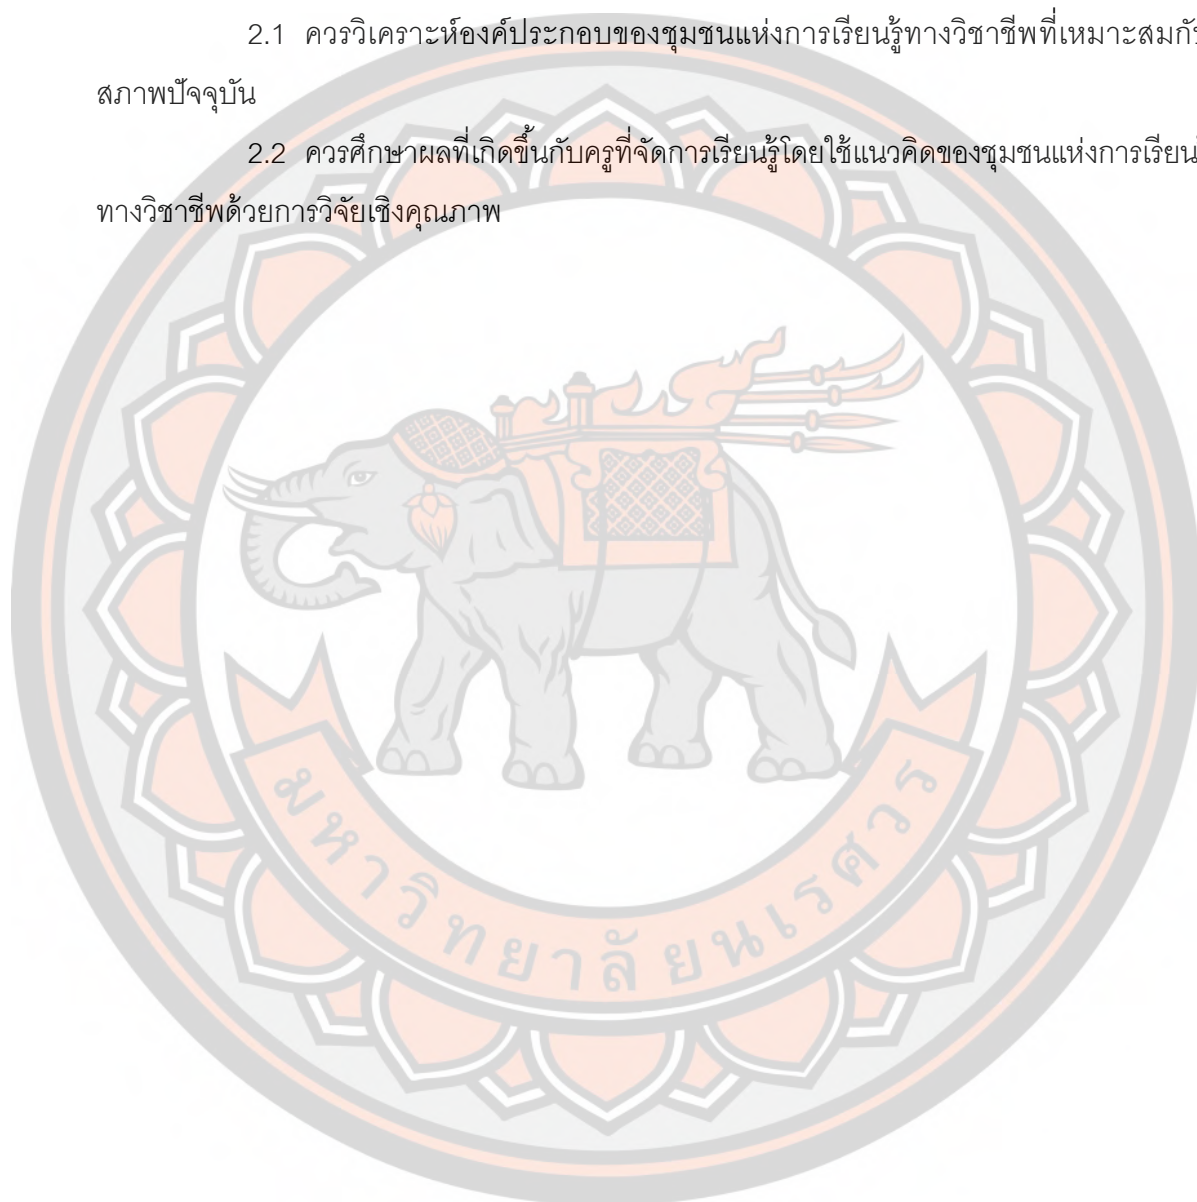 2.1 ควรวิเคราะห์องค์ประกอบของชุมชนแห่งการเรียนรู้ทางวิชาชีพที่เหมาะสมกับ
สภาพปัจจุบัน
2.2 ควรศึกษาผลที่เกิดขึ้นกับครูที่จัดการเรียนรู้โดยใช้แนวคิดของชุมชนแห่งการเรียน
ทางวิชาชีพด้วยการวิจัยเชิงคุณภาพ
มหาวิทยาลัยนเรศวร